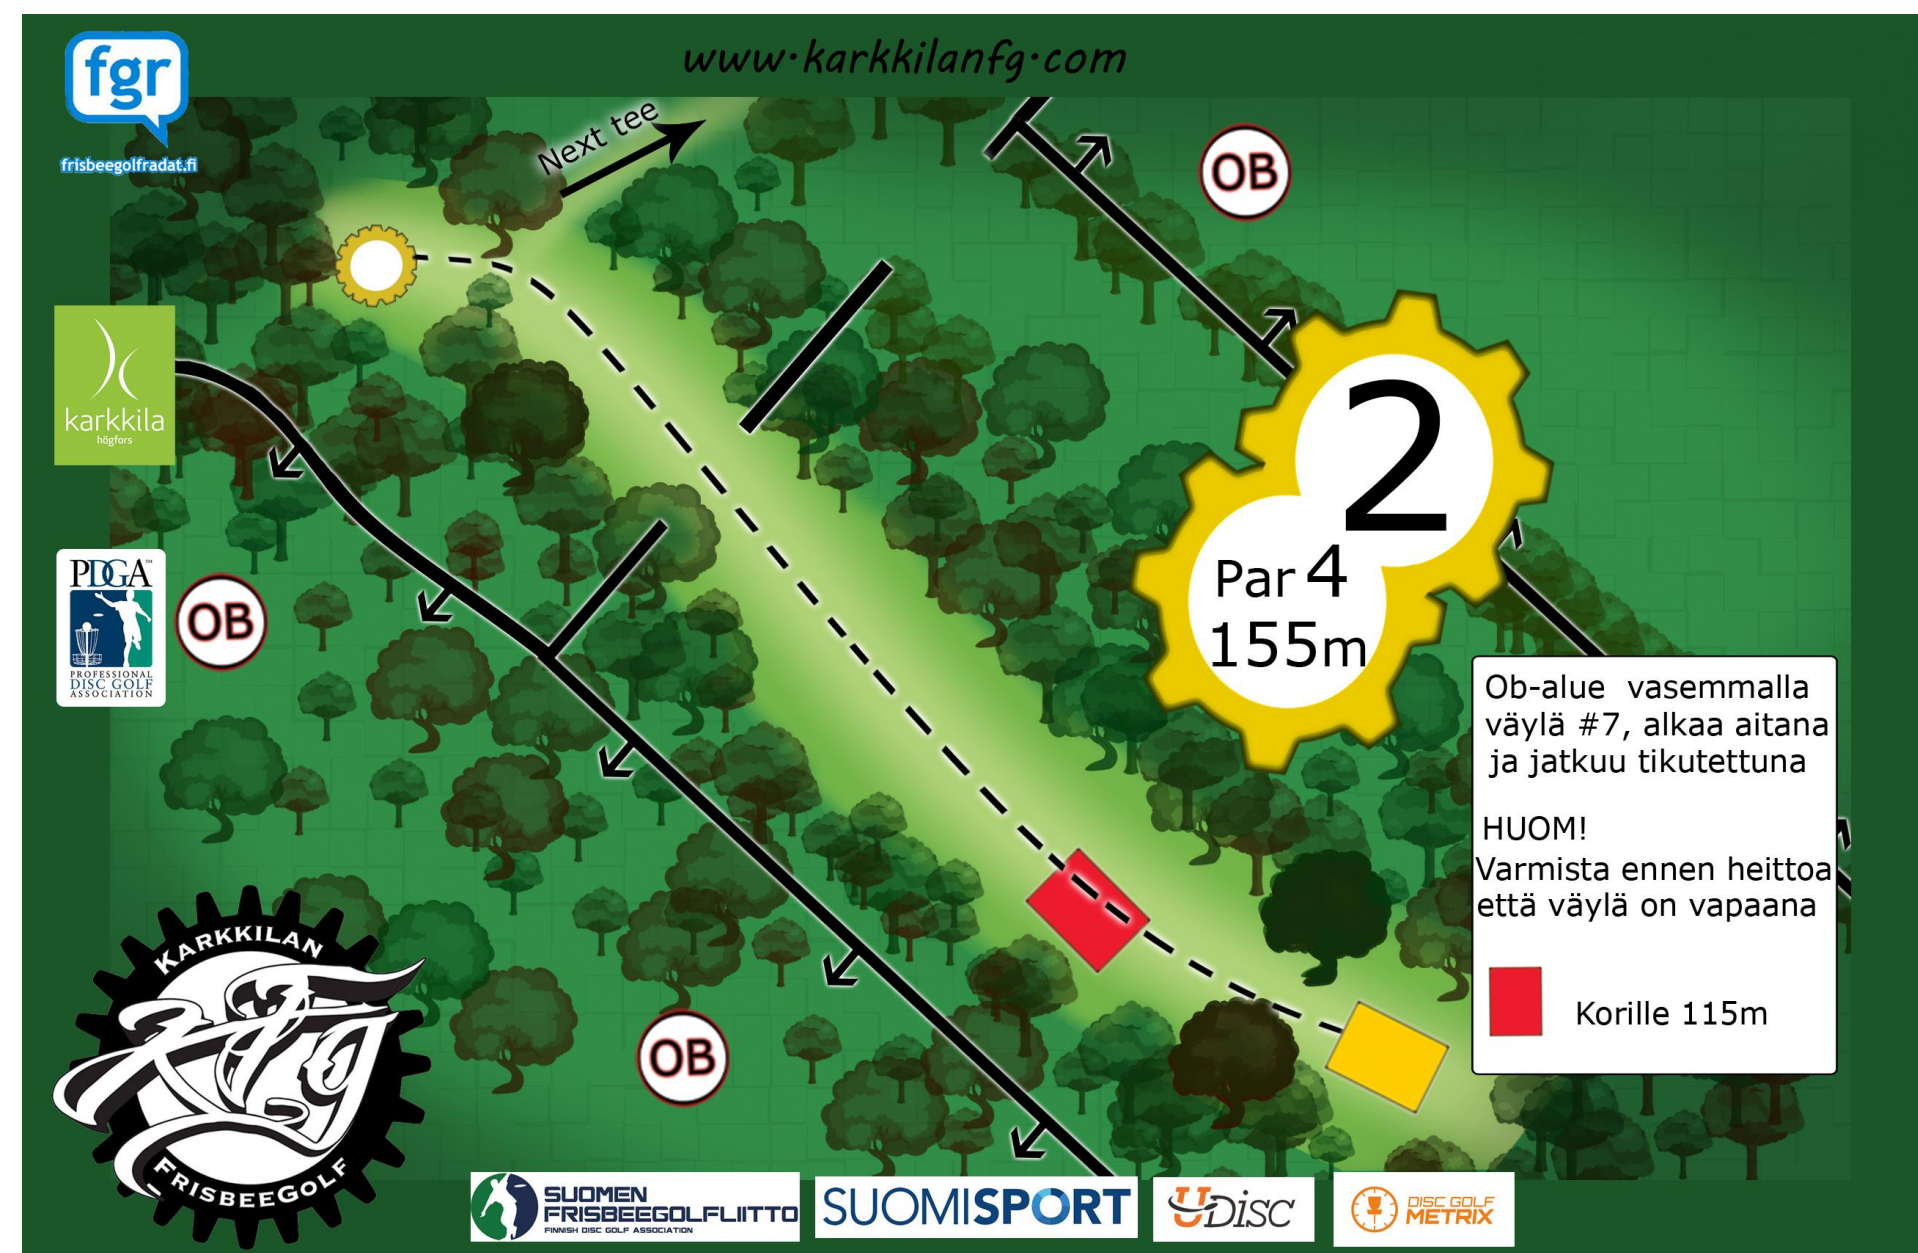 www.karkkilanfg.com
fgr
frisbeegolfradat.fi
Next tee
OB
karkkila
högfors
2
Par 4
155m
PDGA™
PROFESSIONAL
DISC GOLF
ASSOCIATION
OB
Ob-alue vasemmalla
väylä #7, alkaa aitana
ja jatkuu tikutettuna
HUOM!
Varmista ennen heittoa
että väylä on vapaana
Korille 115m
KARKKILAN
Kfg
FRISBEEGOLF
OB
SUOMEN
FRISBEEGOLFLIITTO
FINNISH DISC GOLF ASSOCIATION
SUOMISPORT
UDisc
DISC GOLF
METRIX